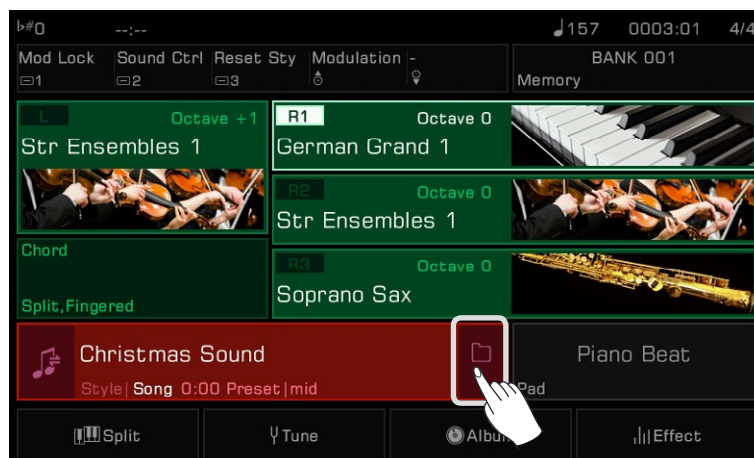 b#0 --:-- 157 0003:01 4/4
Mod Lock Sound Ctrl Reset Sty Modulation -
1 2 3
BANK 001
Memory
L Octave +1
Str Ensembles 1
R1 Octave 0
German Grand 1
R2 Octave 0
Str Ensembles 1
Chord
Split,Fingered
R3 Octave 0
Soprano Sax
Christmas Sound
Style| Song 0:00 Preset|mid
Piano Beat
Pad
Split Tune Effect